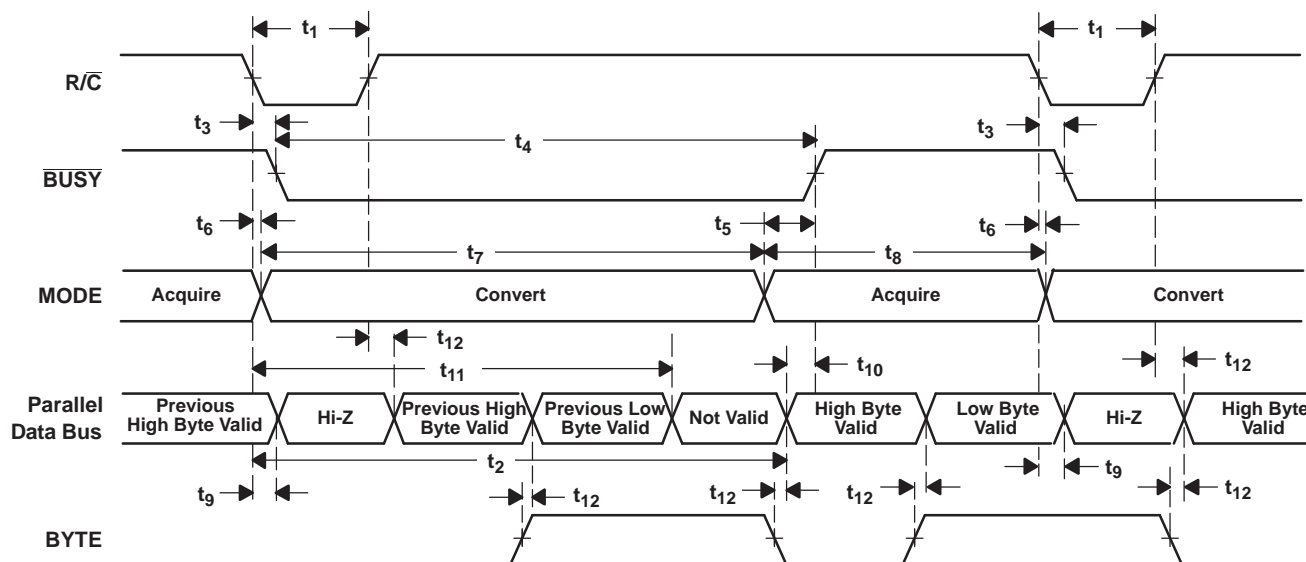 t1 t1
R/C̅
t3 t4 t3
B̅U̅S̅Y̅
t6 t5 t6
t7 t8
MODE Acquire Convert Acquire Convert
t12
t11 t10 t12
Parallel
Data Bus
Previous
High Byte Valid
Hi-Z
Previous High
Byte Valid
Previous Low
Byte Valid
Not Valid
High Byte
Valid
Low Byte
Valid
Hi-Z
High Byte
Valid
t2
t9 t12 t12 t12 t9 t12
BYTE